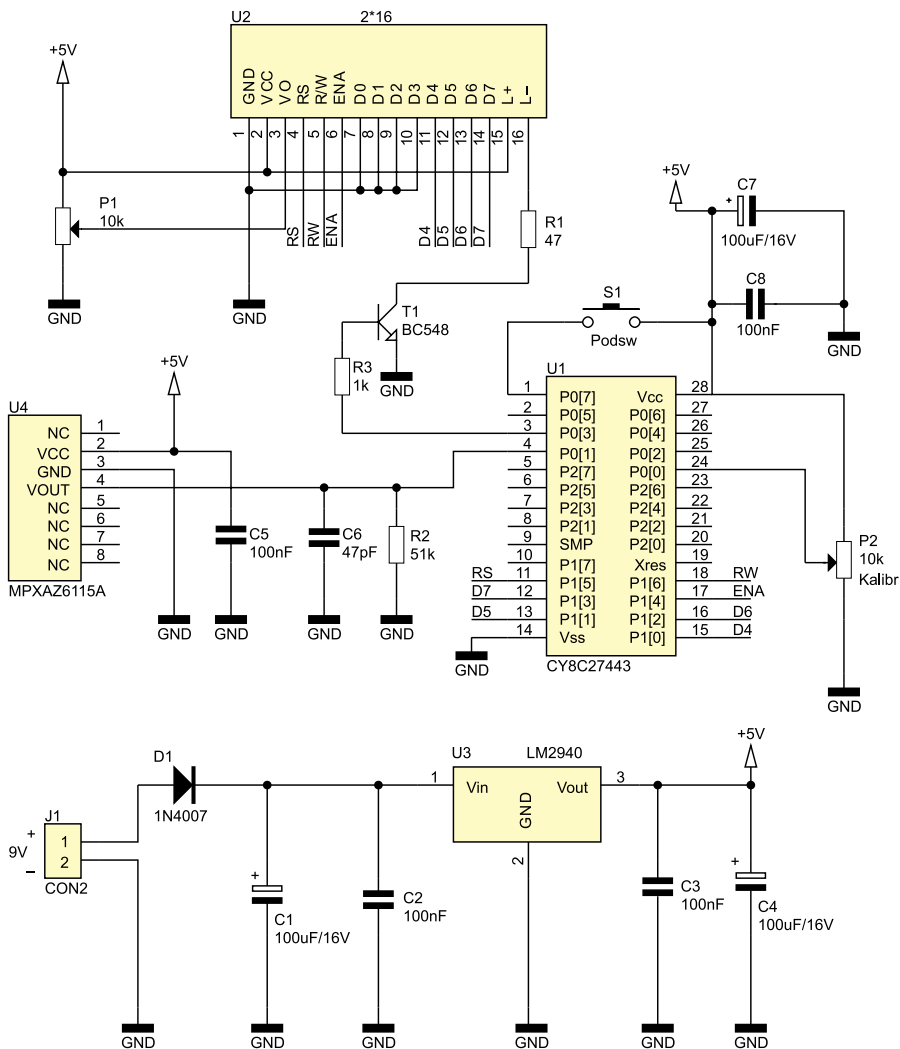 U2 2*16
+5V
GND VCC VO RS R/W ENA D0 D1 D2 D3 D4 D5 D6 D7 L+ L-
1 2 3 4 5 6 7 8 9 10 11 12 13 14 15 16
P1
10k
RS RW ENA D4 D5 D6 D7
R1
47
GND
GND
T1
BC548
GND
R3
1k
+5V
C7
+
100uF/16V
C8
100nF
GND
S1
Podsw
U1
1 P0[7] Vcc 28
2 P0[5] P0[6] 27
3 P0[3] P0[4] 26
4 P0[1] P0[2] 25
5 P2[7] P0[0] 24
6 P2[5] P2[6] 23
7 P2[3] P2[4] 22
8 P2[1] P2[2] 21
9 SMP P2[0] 20
10 P1[7] Xres 19
RS 11 P1[5] P1[6] 18 RW
D7 12 P1[3] P1[4] 17 ENA
D5 13 P1[1] P1[2] 16 D6
14 Vss P1[0] 15 D4
GND
CY8C27443
P2
10k
Kalibr
GND
+5V
U4
NC 1
VCC 2
GND 3
VOUT 4
NC 5
NC 6
NC 7
NC 8
MPXAZ6115A
C5
100nF
C6
47pF
R2
51k
GND GND GND GND
D1
1N4007
J1
9V + 1
- 2
CON2
U3 LM2940
1 Vin Vout 3
GND
2
+5V
+
C1
100uF/16V
C2
100nF
C3
100nF
+
C4
100uF/16V
GND GND GND GND GND GND